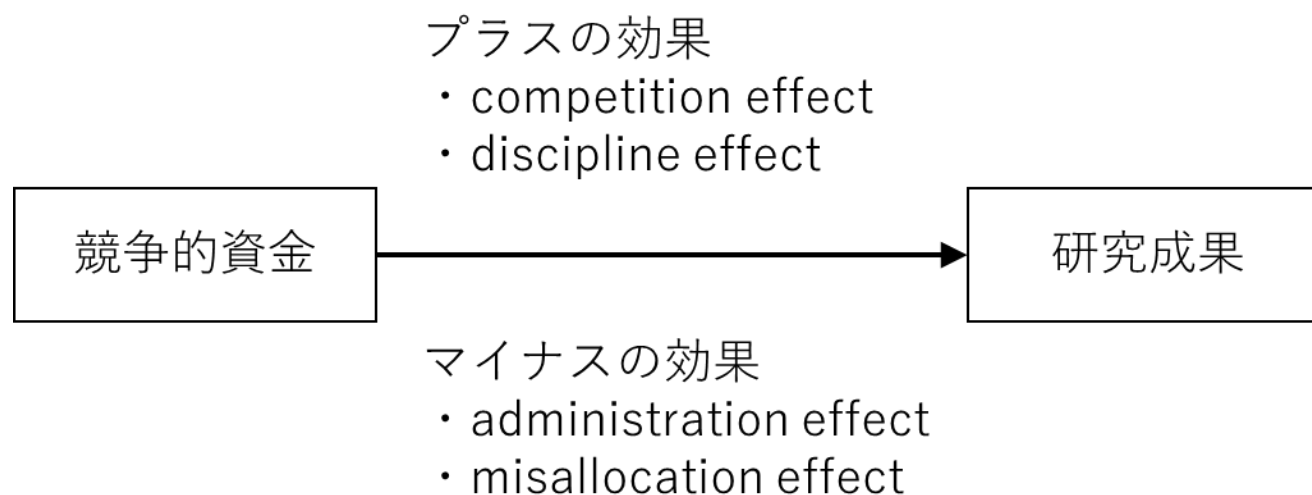 プラスの効果
・competition effect
・discipline effect
競争的資金
研究成果
マイナスの効果
・administration effect
・misallocation effect